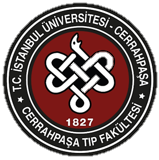 T.C. İSTANBUL ÜNİVERSİTESİ - CERRAHPAŞA
1827
CERRAHPAŞA TIP FAKÜLTESİ